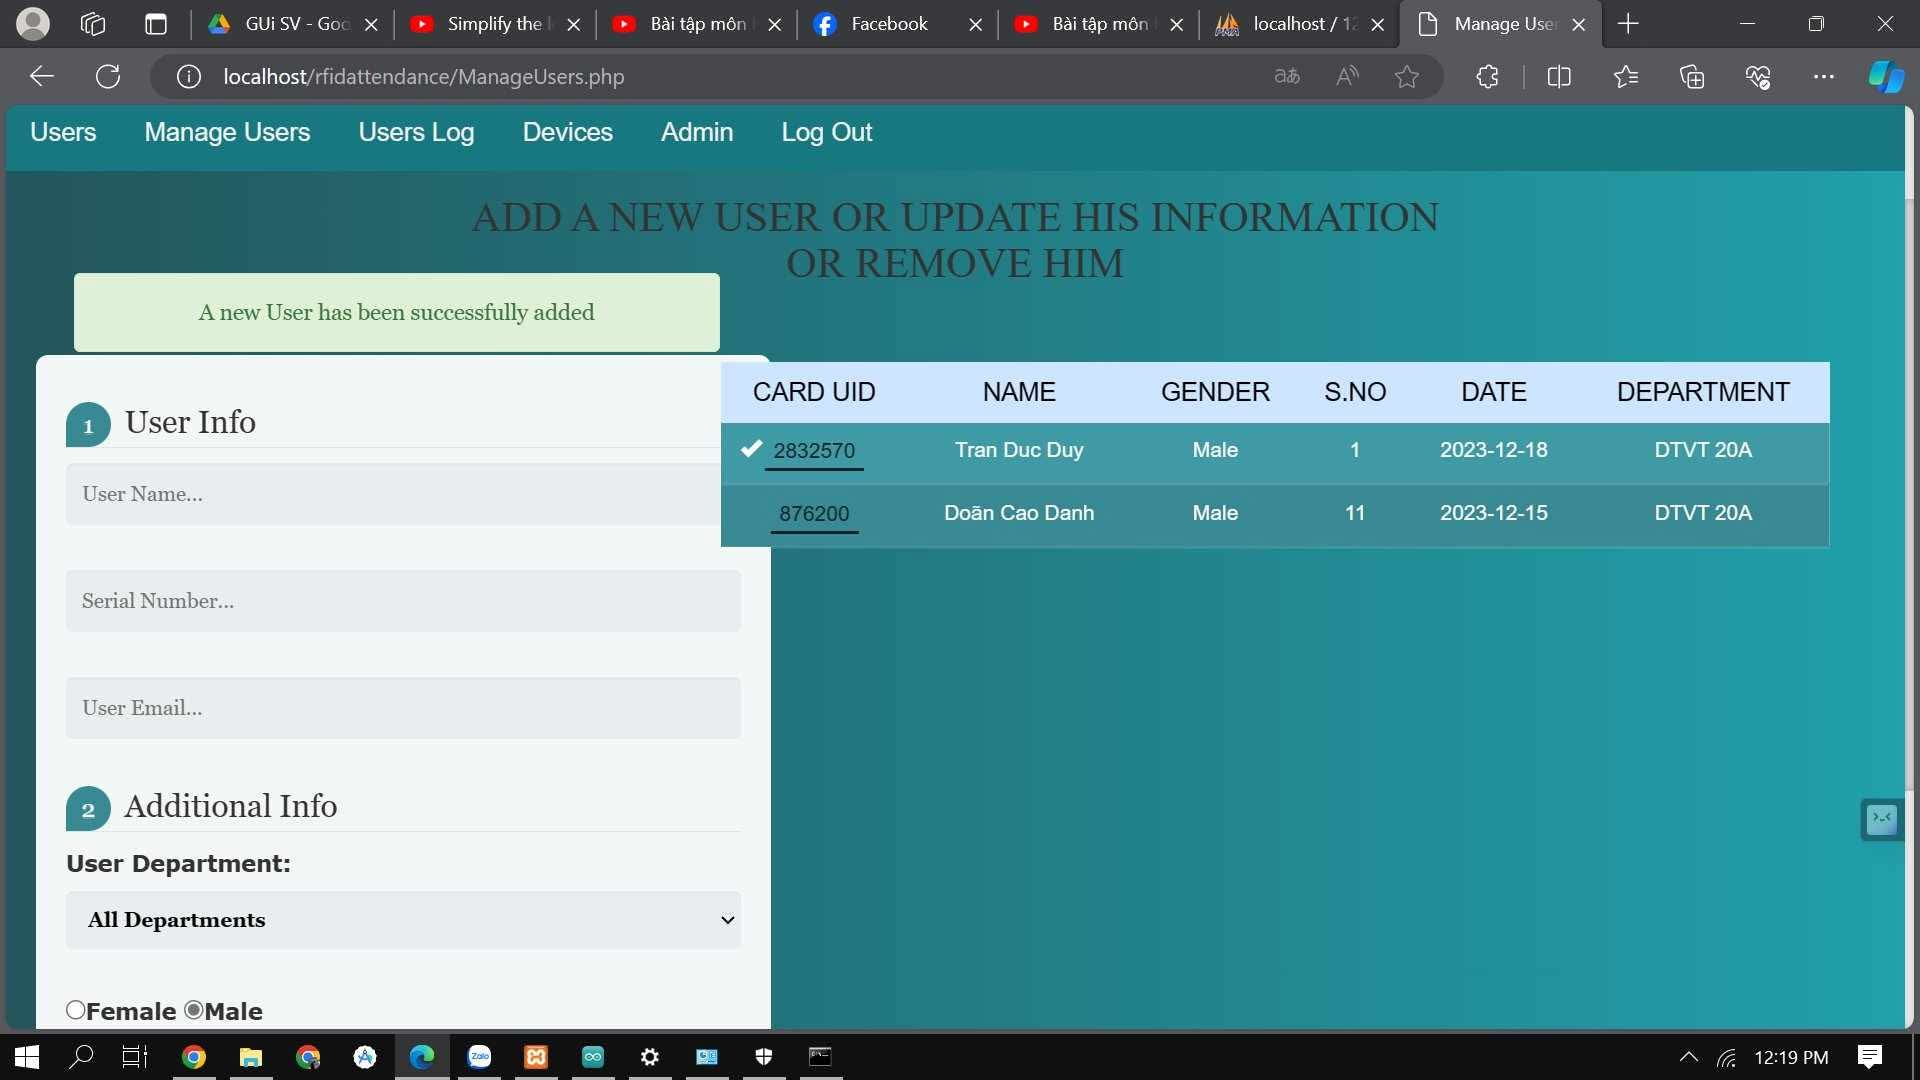 GUi SV - Goo
Simplify the
Bài tập môn
Facebook
Bài tập môn
localhost / 12
Manage User
localhost/rfidattendance/ManageUsers.php
Users Manage Users Users Log Devices Admin Log Out
ADD A NEW USER OR UPDATE HIS INFORMATION
OR REMOVE HIM
A new User has been successfully added
1 User Info
User Name...
Serial Number...
User Email...
2 Additional Info
User Department:
All Departments
Female Male
CARD UID NAME GENDER S.NO DATE DEPARTMENT
2832570 Tran Duc Duy Male 1 2023-12-18 DTVT 20A
876200 Doãn Cao Danh Male 11 2023-12-15 DTVT 20A
Zalo
12:19 PM